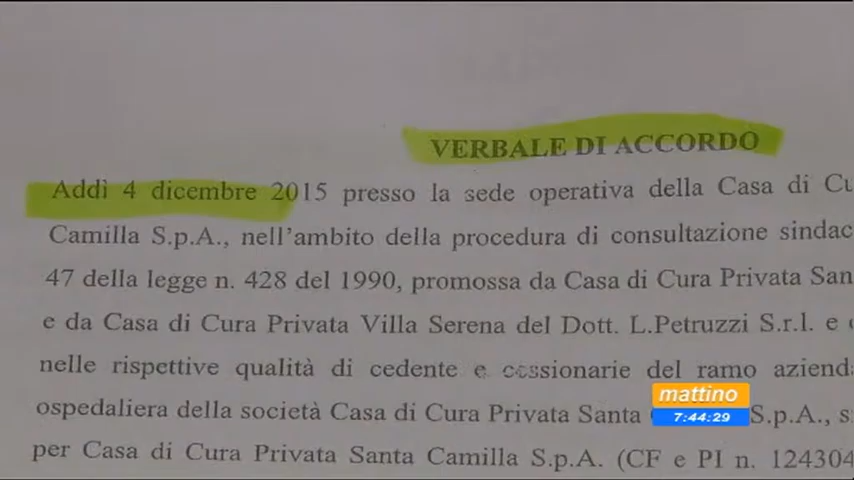 VERBALE DI ACCORDO
Addì 4 dicembre 2015 presso la sede operativa della Casa di Cu
Camilla S.p.A., nell'ambito della procedura di consultazione sindac
47 della legge n. 428 del 1990, promossa da Casa di Cura Privata San
e da Casa di Cura Privata Villa Serena del Dott. L.Petruzzi S.r.l. e
nelle rispettive qualità di cedente e cessionarie del ramo aziend
ospedaliera della società Casa di Cura Privata Santa S.p.A., s
per Casa di Cura Privata Santa Camilla S.p.A. (CF e PI n. 124304
mattino
7:44:29